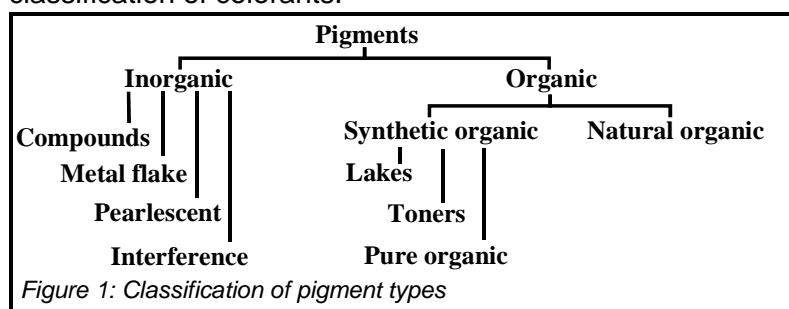 classification of colorants.
Pigments
Inorganic Organic
Compounds Synthetic organic Natural organic
Metal flake Lakes
Pearlescent Toners
Interference Pure organic
Figure 1: Classification of pigment types